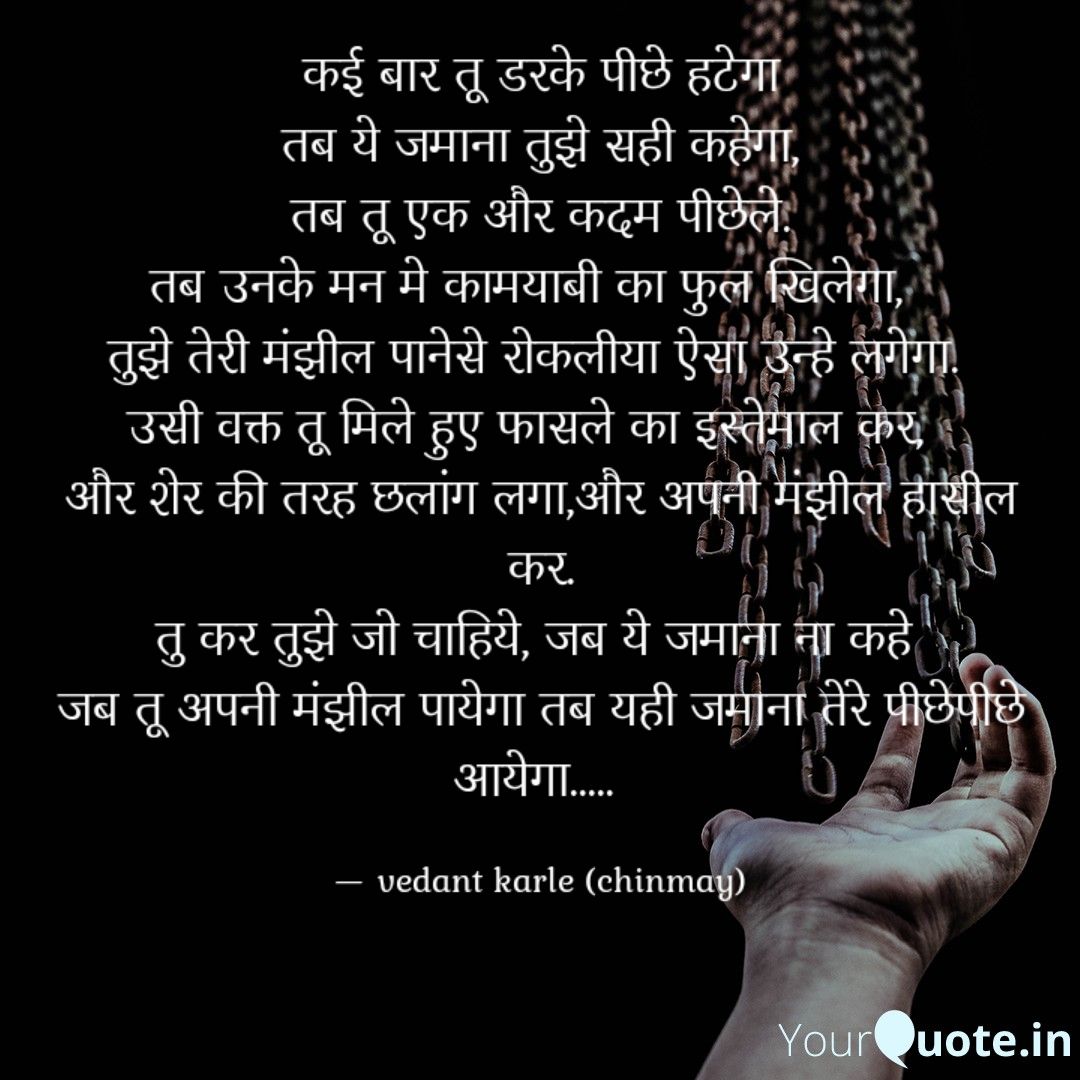 कई बार तू डरके पीछे हटेगा
तब ये जमाना तुझे सही कहेगा,
तब तू एक और कदम पीछेले.
तब उनके मन मे कामयाबी का फुल खिलेगा,
तुझे तेरी मंझील पानेसे रोकलीया ऐसा उन्हे लगेगा.
उसी वक्त तू मिले हुए फासले का इस्तेमाल कर,
और शेर की तरह छलांग लगा,और अपनी मंझील हासील
कर.
तु कर तुझे जो चाहिये, जब ये जमाना ना कहे
जब तू अपनी मंझील पायेगा तब यही जमाना तेरे पीछेपीछे
आयेगा.....
— vedant karle (chinmay)
YourQuote.in